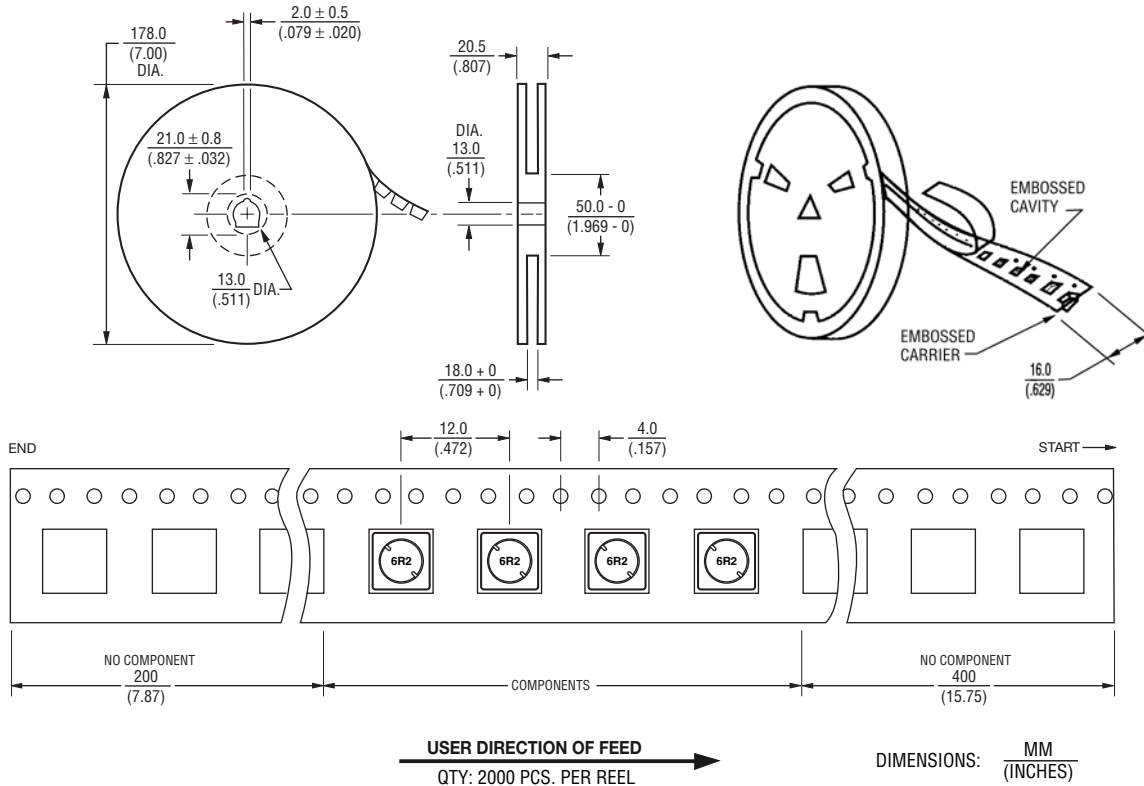 2.0 ± 0.5
(.079 ± .020)
178.0
(7.00)
DIA.
20.5
(.807)
21.0 ± 0.8
(.827 ± .032)
DIA.
13.0
(.511)
50.0 - 0
(1.969 - 0)
13.0
(.511)
DIA.
18.0 + 0
(.709 + 0)
EMBOSSED
CAVITY
EMBOSSED
CARRIER
16.0
(.629)
END
12.0
(.472)
4.0
(.157)
START
6R2
6R2
6R2
6R2
NO COMPONENT
200
(7.87)
COMPONENTS
NO COMPONENT
400
(15.75)
USER DIRECTION OF FEED
QTY: 2000 PCS. PER REEL
DIMENSIONS:
MM
(INCHES)